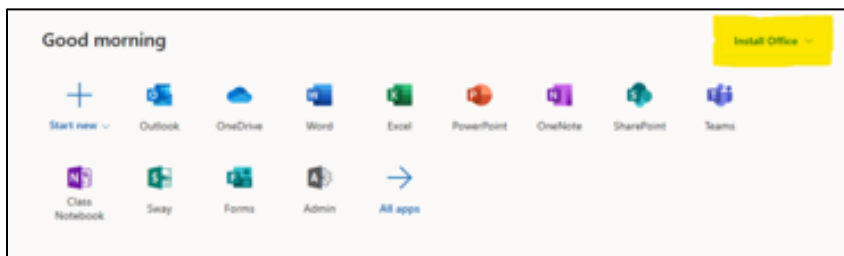 Good morning
Install Office
Start new
Outlook
OneDrive
Word
Excel
PowerPoint
OneNote
SharePoint
Teams
Class
Notebook
Sway
Forms
Admin
All apps